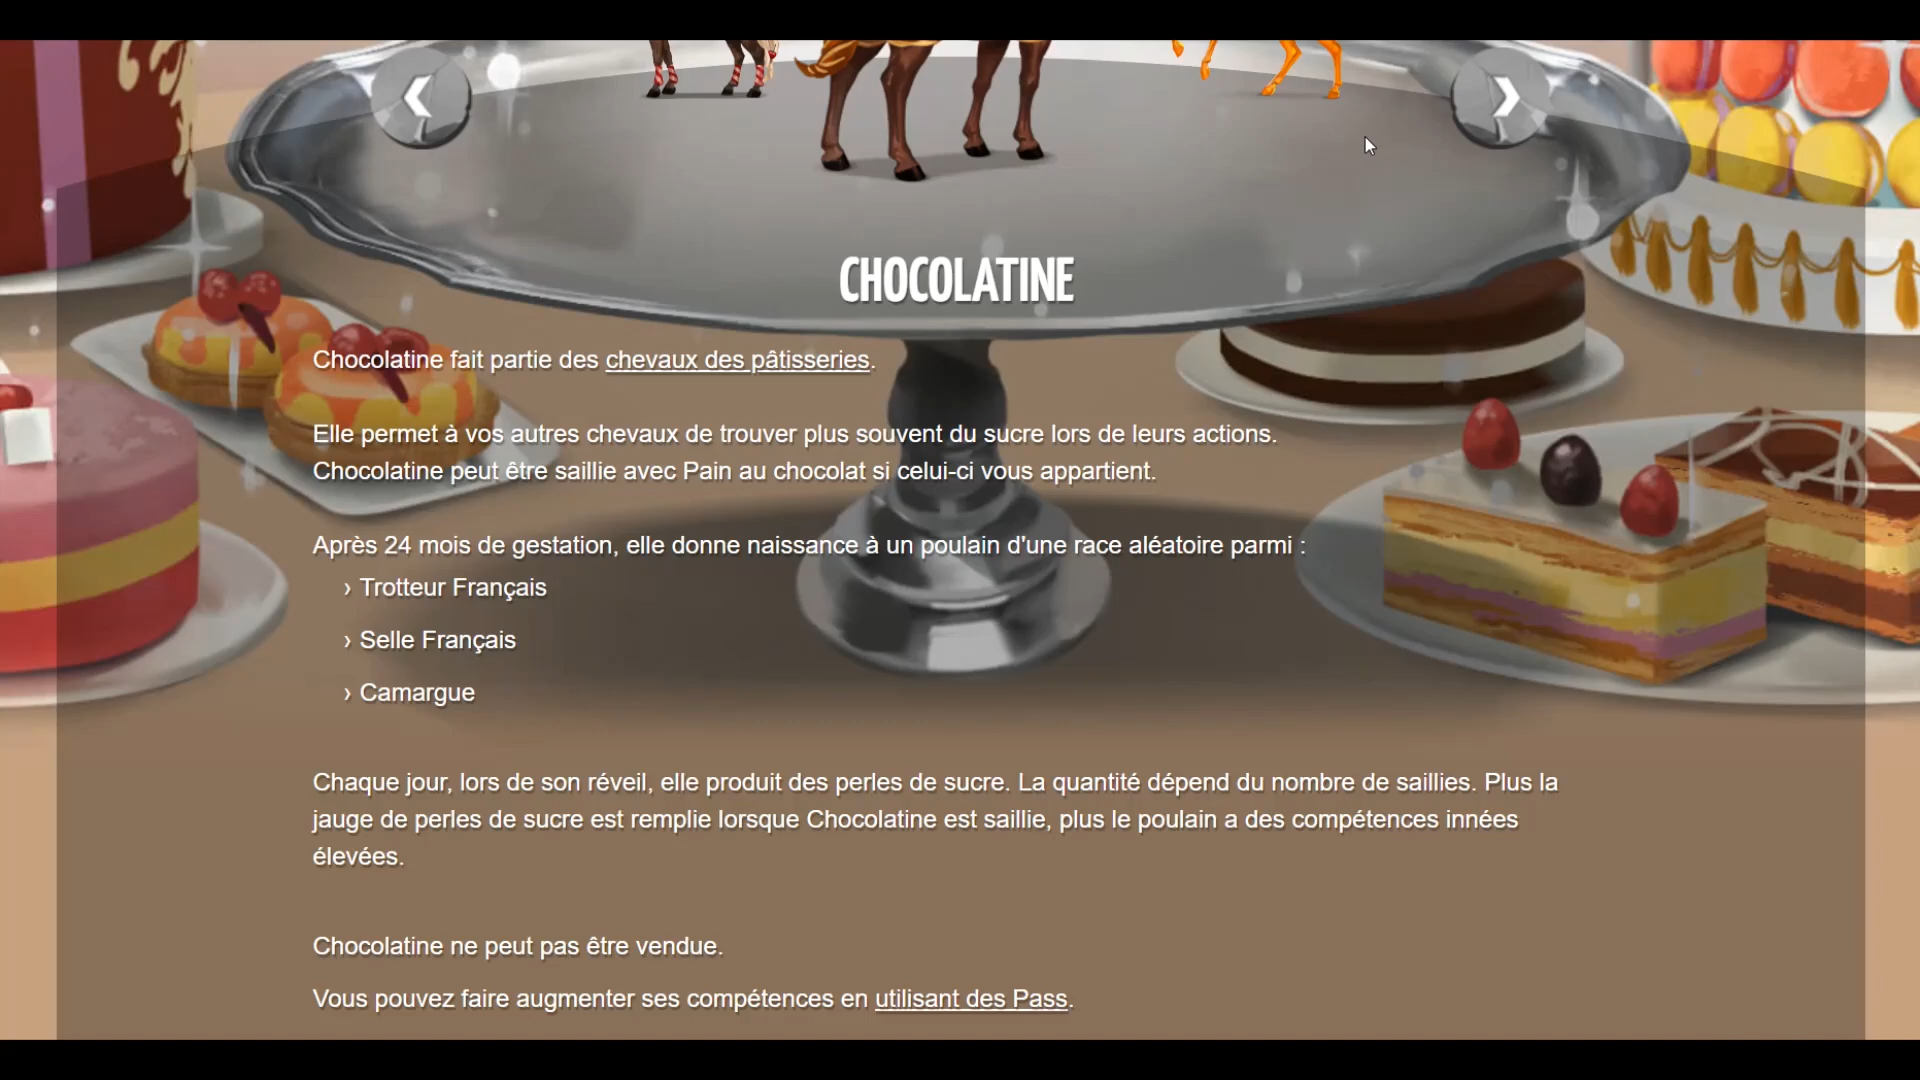 CHOCOLATINE
Chocolatine fait partie des chevaux des pâtisseries.
Elle permet à vos autres chevaux de trouver plus souvent du sucre lors de leurs actions.
Chocolatine peut être saillie avec Pain au chocolat si celui-ci vous appartient.
Après 24 mois de gestation, elle donne naissance à un poulain d'une race aléatoire parmi :
› Trotteur Français
› Selle Français
› Camargue
Chaque jour, lors de son réveil, elle produit des perles de sucre. La quantité dépend du nombre de saillies. Plus la
jauge de perles de sucre est remplie lorsque Chocolatine est saillie, plus le poulain a des compétences innées
élevées.
Chocolatine ne peut pas être vendue.
Vous pouvez faire augmenter ses compétences en utilisant des Pass.